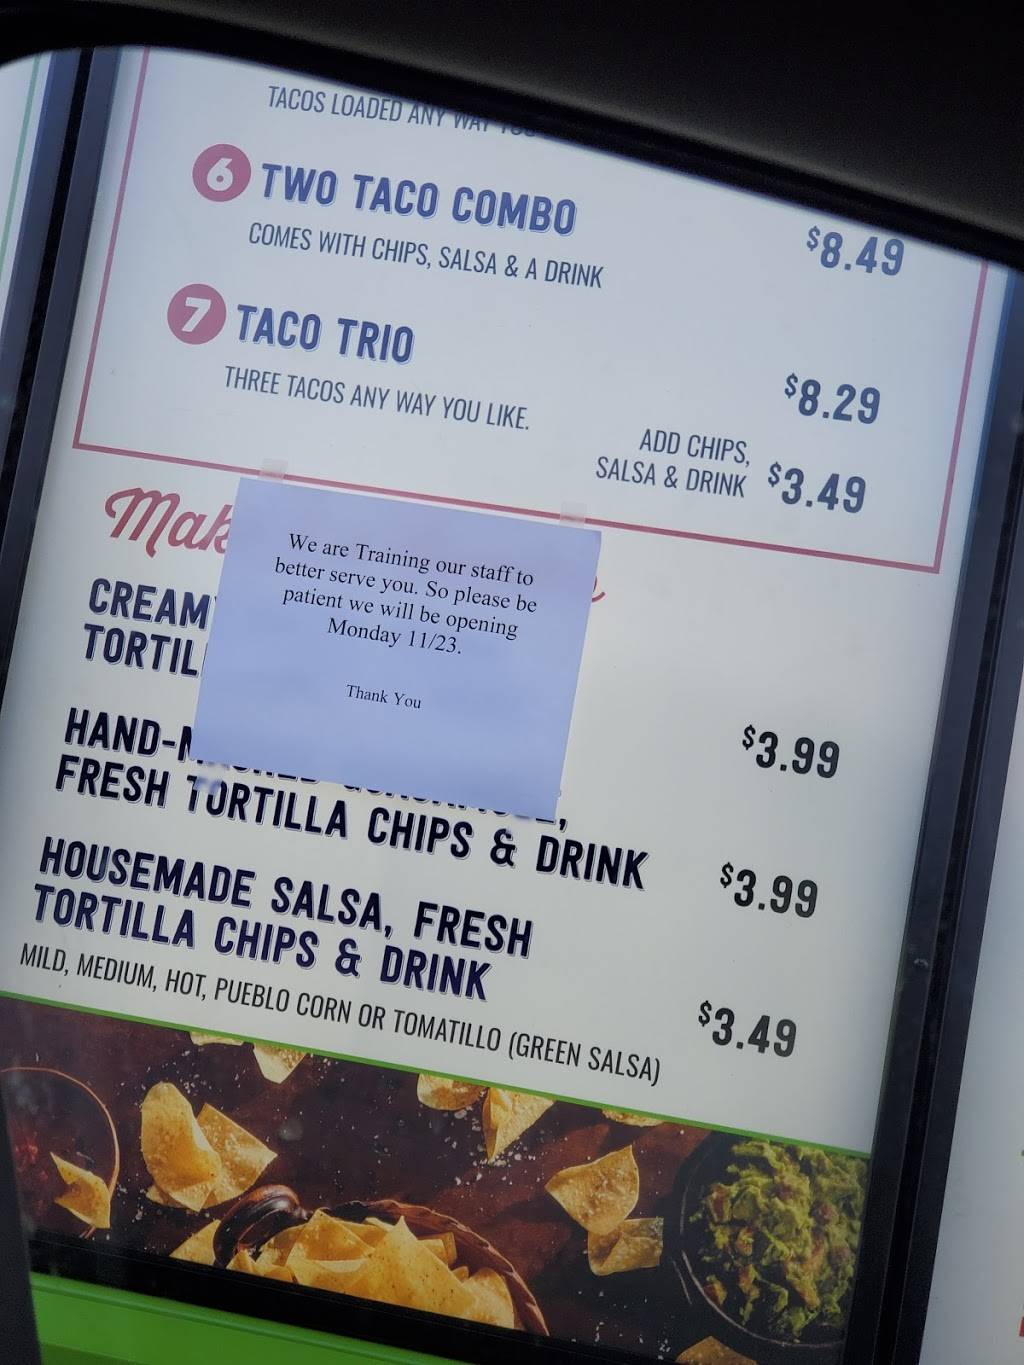 TACOS LOADED ANY WAY
6 TWO TACO COMBO $8.49
COMES WITH CHIPS, SALSA & A DRINK
7 TACO TRIO $8.29
THREE TACOS ANY WAY YOU LIKE.
ADD CHIPS,
SALSA & DRINK $3.49
We are Training our staff to
better serve you. So please be
patient we will be opening
Monday 11/23.
Thank You
$3.99
FRESH TORTILLA CHIPS & DRINK $3.99
HOUSEMADE SALSA, FRESH
TORTILLA CHIPS & DRINK $3.49
MILD, MEDIUM, HOT, PUEBLO CORN OR TOMATILLO (GREEN SALSA)